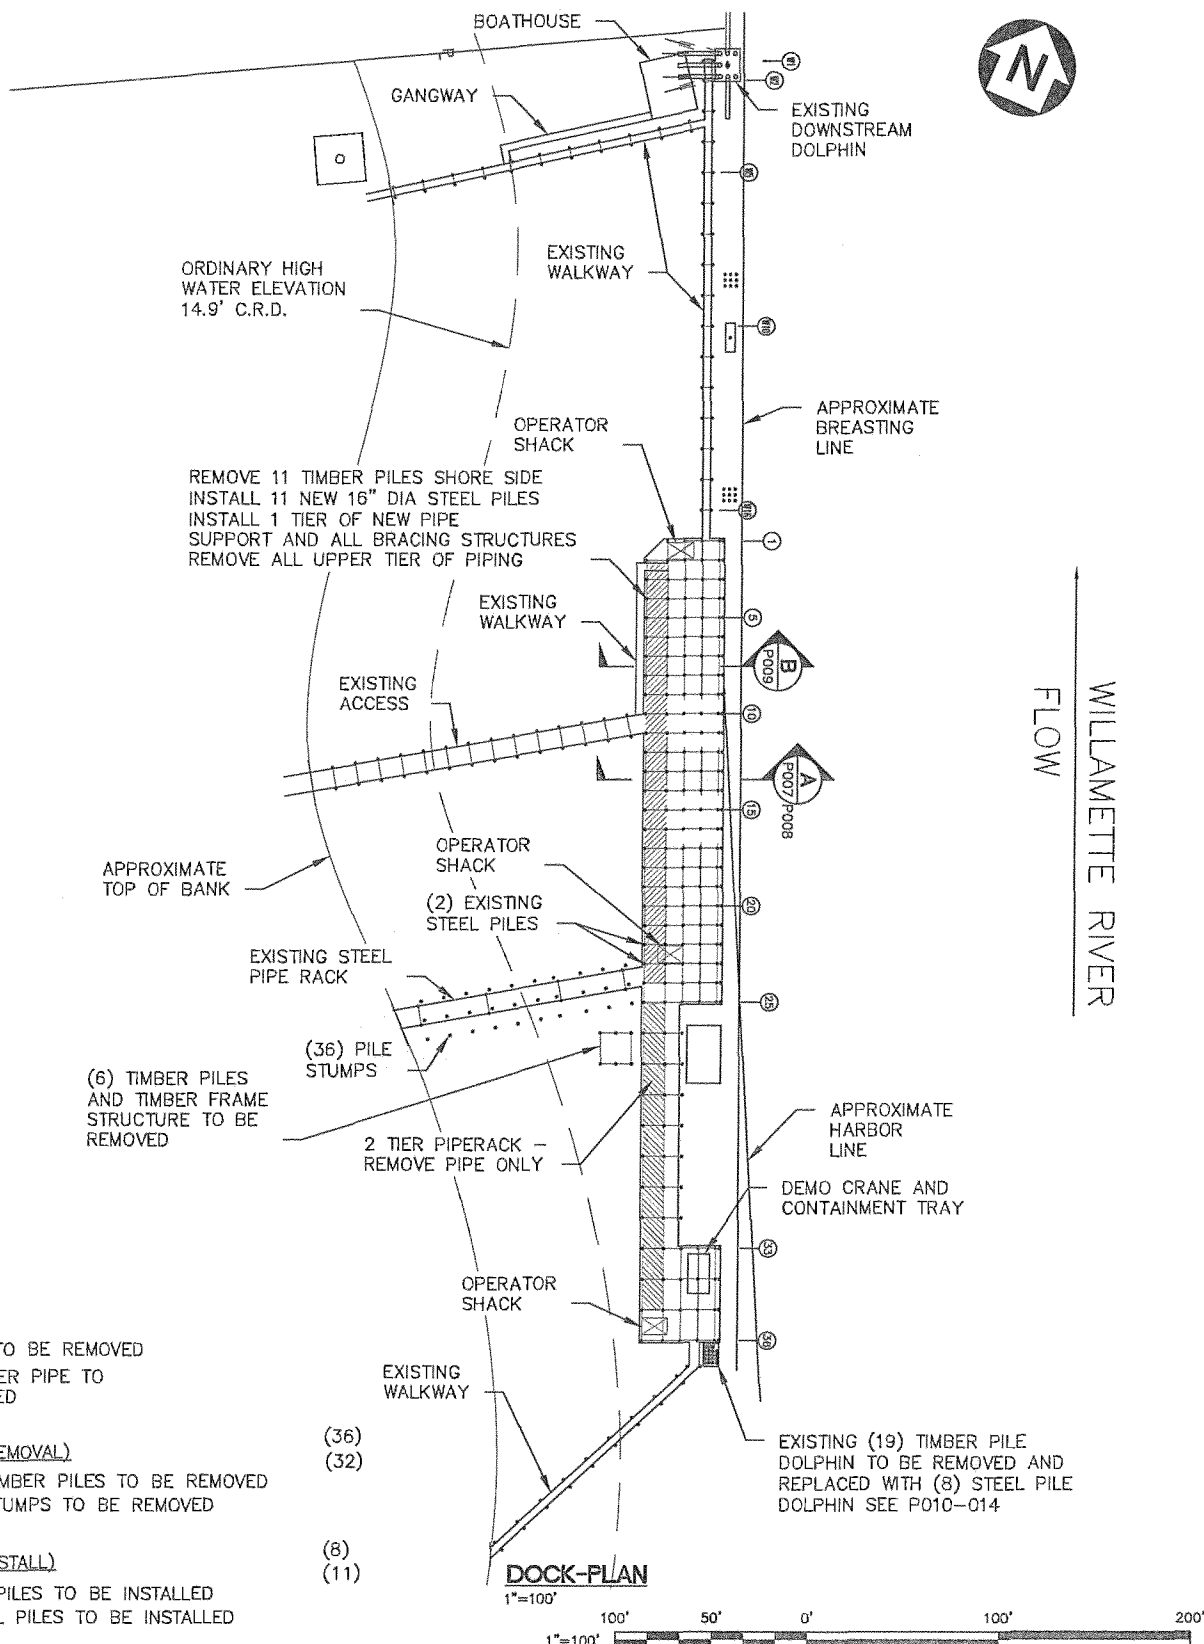 BOATHOUSE
GANGWAY
N
EXISTING
DOWNSTREAM
DOLPHIN
ORDINARY HIGH
WATER ELEVATION
14.9' C.R.D.
EXISTING
WALKWAY
W10
APPROXIMATE
BREASTING
LINE
OPERATOR
SHACK
REMOVE 11 TIMBER PILES SHORE SIDE
INSTALL 11 NEW 16" DIA STEEL PILES
INSTALL 1 TIER OF NEW PIPE
SUPPORT AND ALL BRACING STRUCTURES
REMOVE ALL UPPER TIER OF PIPING
1
EXISTING
WALKWAY
5
B
P009
EXISTING
ACCESS
10
A
P007/P008
15
WILLAMETTE RIVER
FLOW
APPROXIMATE
TOP OF BANK
OPERATOR
SHACK
(2) EXISTING
STEEL PILES
20
EXISTING STEEL
PIPE RACK
25
(36) PILE
STUMPS
(6) TIMBER PILES
AND TIMBER FRAME
STRUCTURE TO BE
REMOVED
2 TIER PIPERACK -
REMOVE PIPE ONLY
APPROXIMATE
HARBOR
LINE
DEMO CRANE AND
CONTAINMENT TRAY
33
OPERATOR
SHACK
36
EXISTING
WALKWAY
EXISTING (19) TIMBER PILE
DOLPHIN TO BE REMOVED AND
REPLACED WITH (8) STEEL PILE
DOLPHIN SEE P010-014
TO BE REMOVED
ER PIPE TO
ED
EMOVAL)
(36)
(32)
MBER PILES TO BE REMOVED
TUMPS TO BE REMOVED
STALL)
(8)
(11)
PILES TO BE INSTALLED
L PILES TO BE INSTALLED
DOCK-PLAN
1"=100'
100' 50' 0' 100' 200'
1"=100'